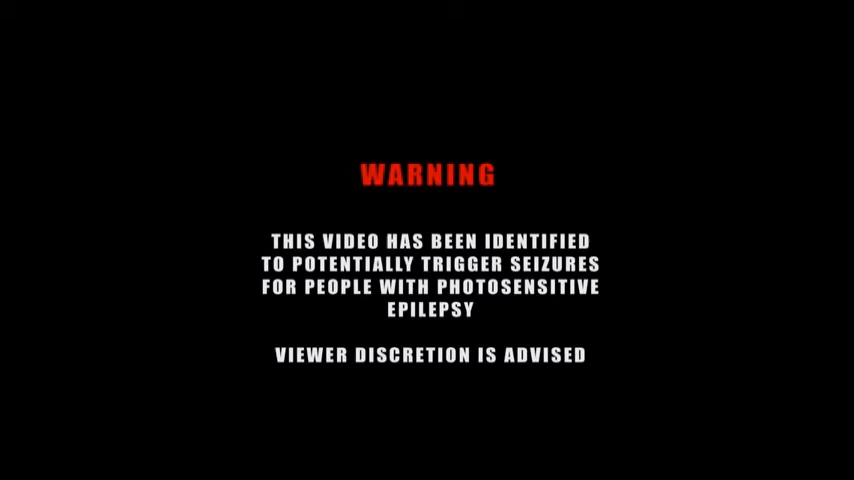 WARNING
THIS VIDEO HAS BEEN IDENTIFIED
TO POTENTIALLY TRIGGER SEIZURES
FOR PEOPLE WITH PHOTOSENSITIVE
EPILEPSY
VIEWER DISCRETION IS ADVISED